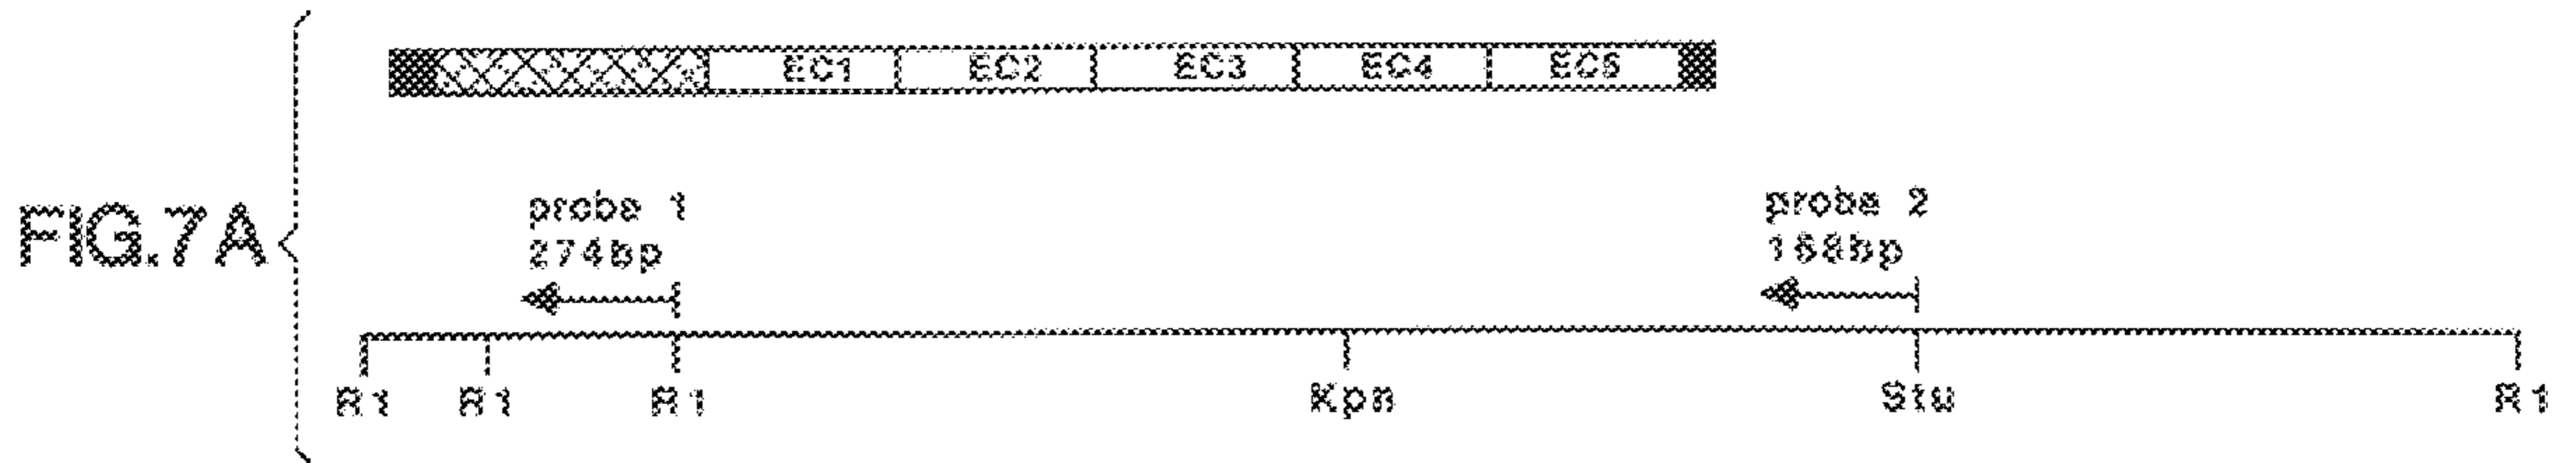 EC1 EC2 EC3 EC4 EC5
FIG.7A
probe 1
274bp
probe 2
168bp
R1 R1 R1 Kpn Stu R1